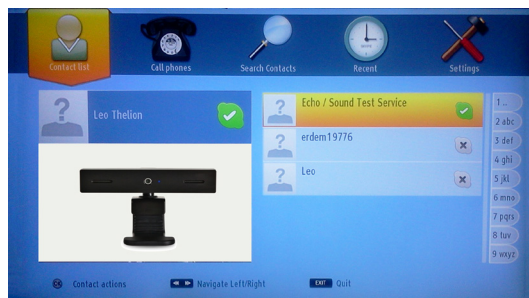 Contact list
Call phones
Search Contacts
Recent
Settings
Leo Thelion
Echo / Sound Test Service
erdem19776
Leo
1 ..
2 abc
3 def
4 ghi
5 jkl
6 mno
7 pqrs
8 tuv
9 wxyz
OK Contact actions
Navigate Left/Right
EXIT Quit